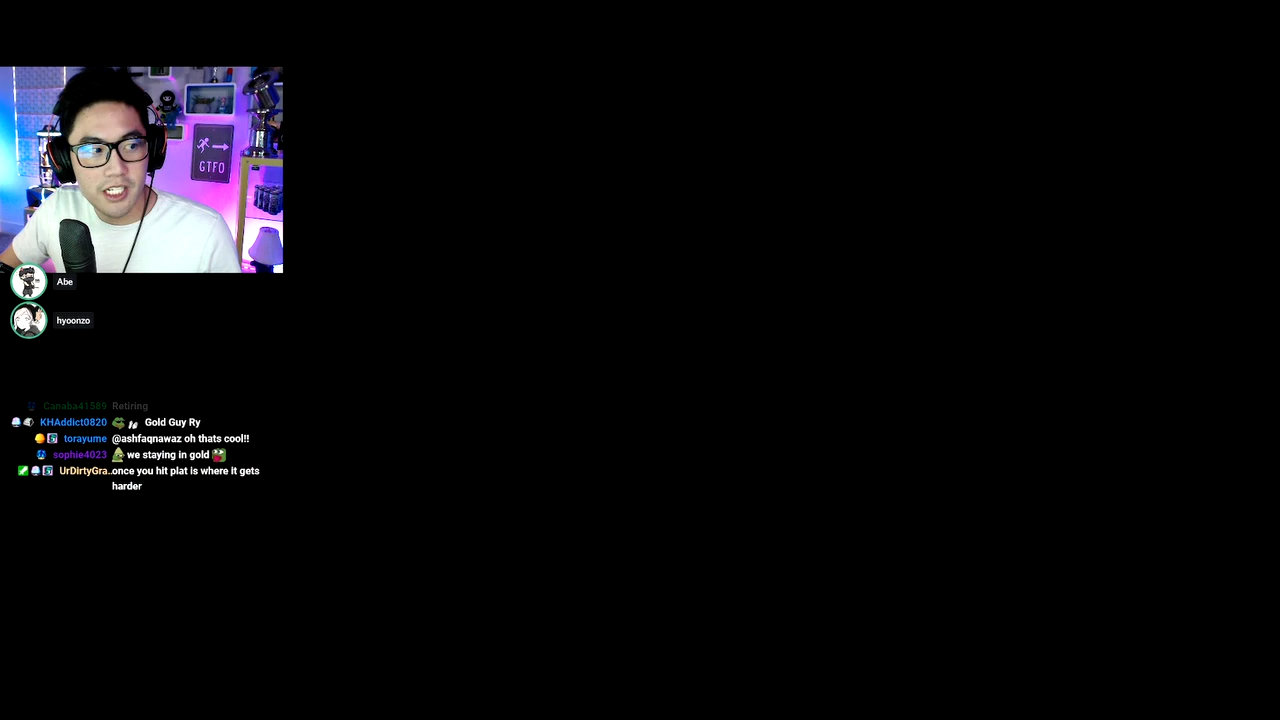 GTFO
Abe
hyoonzo
Canaba41589 Retiring
KHAddict0820 Gold Guy Ry
torayume @ashfaqnawaz oh thats cool!!
sophie4023 we staying in gold
UrDirtyGra.. once you hit plat is where it gets
harder